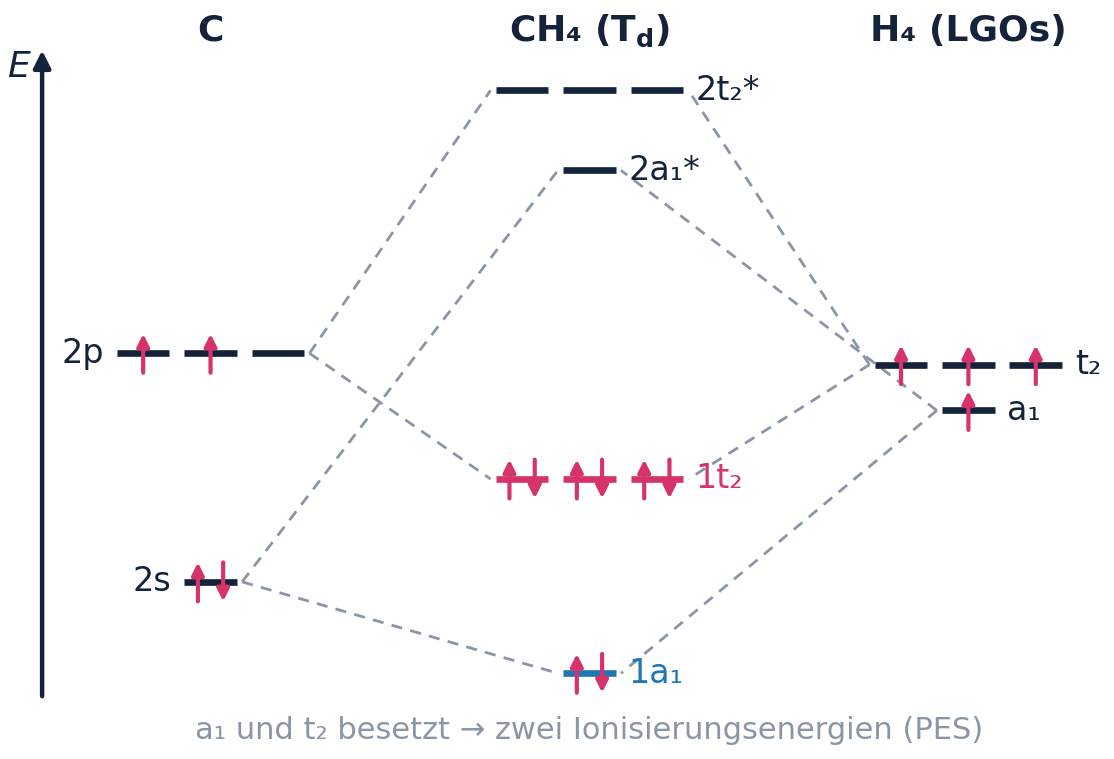 C
CH₄ (T_d)
H₄ (LGOs)
E
2t₂*
2a₁*
2p
t₂
a₁
1t₂
2s
1a₁
a₁ und t₂ besetzt → zwei Ionisierungsenergien (PES)